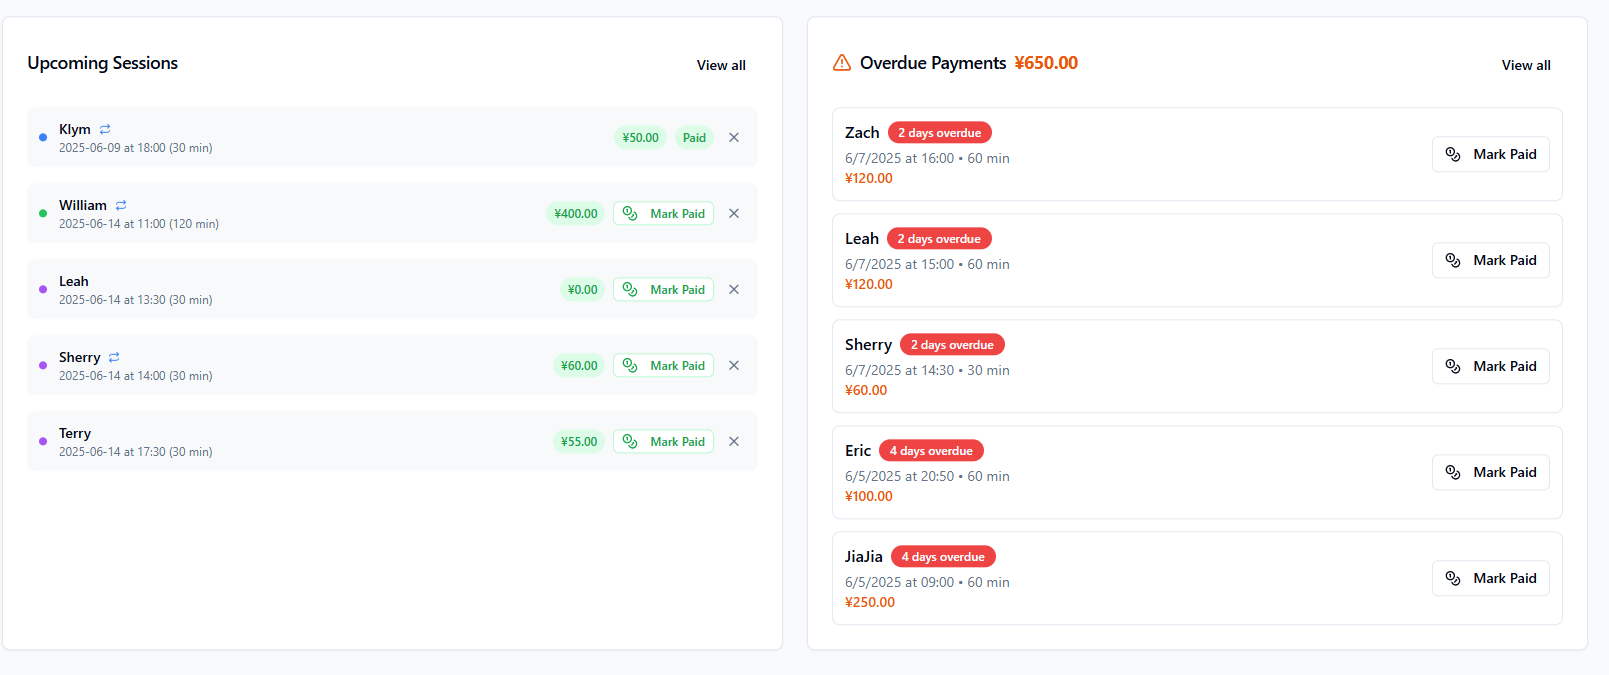 Upcoming Sessions
View all
Klym
2025-06-09 at 18:00 (30 min)
¥50.00
Paid
William
2025-06-14 at 11:00 (120 min)
¥400.00
Mark Paid
Leah
2025-06-14 at 13:30 (30 min)
¥0.00
Mark Paid
Sherry
2025-06-14 at 14:00 (30 min)
¥60.00
Mark Paid
Terry
2025-06-14 at 17:30 (30 min)
¥55.00
Mark Paid
Overdue Payments ¥650.00
View all
Zach 2 days overdue
6/7/2025 at 16:00 • 60 min
¥120.00
Mark Paid
Leah 2 days overdue
6/7/2025 at 15:00 • 60 min
¥120.00
Mark Paid
Sherry 2 days overdue
6/7/2025 at 14:30 • 30 min
¥60.00
Mark Paid
Eric 4 days overdue
6/5/2025 at 20:50 • 60 min
¥100.00
Mark Paid
JiaJia 4 days overdue
6/5/2025 at 09:00 • 60 min
¥250.00
Mark Paid